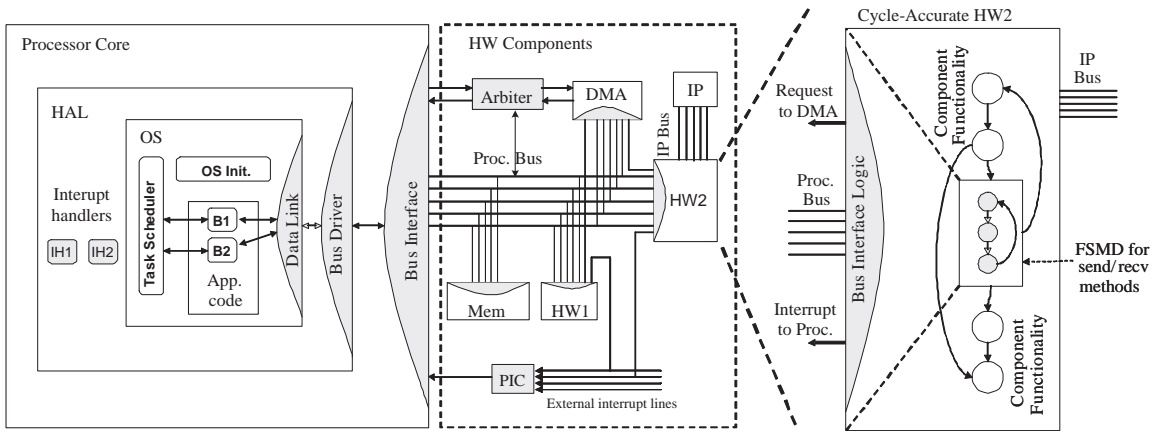 Processor Core
HAL
OS
Interupt
handlers
IH1
IH2
Task Scheduler
OS Init.
B1
B2
App.
code
Data Link
Bus Driver
Bus Interface
HW Components
Arbiter
DMA
IP
IP Bus
Proc. Bus
HW2
Mem
HW1
PIC
External interrupt lines
Cycle-Accurate HW2
Request
to DMA
Proc.
Bus
Interrupt
to Proc.
Bus Interface Logic
Component
Functionality
IP
Bus
FSMD for
send/recv
methods
Component
Functionality